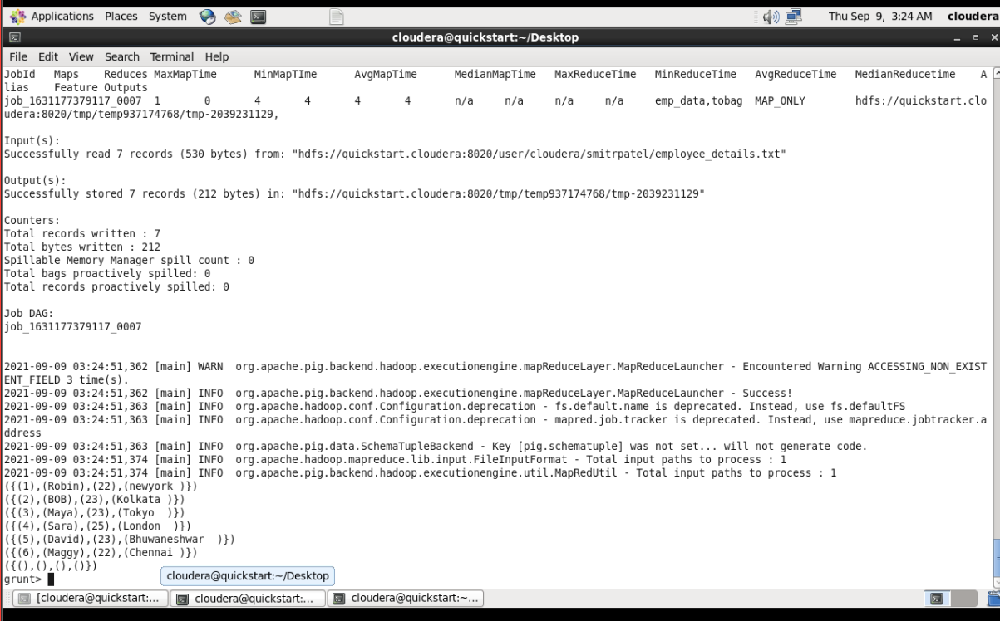 Applications Places System Thu Sep 9, 3:24 AM cloudera
cloudera@quickstart:~/Desktop
File Edit View Search Terminal Help
JobId Maps Reduces MaxMapTime MinMapTIme AvgMapTime MedianMapTime MaxReduceTime MinReduceTime AvgReduceTime MedianReducetime A
lias Feature Outputs
job_1631177379117_0007 1 0 4 4 4 4 n/a n/a n/a n/a emp_data,tobag MAP_ONLY hdfs://quickstart.clo
udera:8020/tmp/temp937174768/tmp-2039231129,
Input(s):
Successfully read 7 records (530 bytes) from: "hdfs://quickstart.cloudera:8020/user/cloudera/smitrpatel/employee_details.txt"
Output(s):
Successfully stored 7 records (212 bytes) in: "hdfs://quickstart.cloudera:8020/tmp/temp937174768/tmp-2039231129"
Counters:
Total records written : 7
Total bytes written : 212
Spillable Memory Manager spill count : 0
Total bags proactively spilled: 0
Total records proactively spilled: 0
Job DAG:
job_1631177379117_0007
2021-09-09 03:24:51,362 [main] WARN org.apache.pig.backend.hadoop.executionengine.mapReduceLayer.MapReduceLauncher - Encountered Warning ACCESSING_NON_EXIST
ENT_FIELD 3 time(s).
2021-09-09 03:24:51,362 [main] INFO org.apache.pig.backend.hadoop.executionengine.mapReduceLayer.MapReduceLauncher - Success!
2021-09-09 03:24:51,363 [main] INFO org.apache.hadoop.conf.Configuration.deprecation - fs.default.name is deprecated. Instead, use fs.defaultFS
2021-09-09 03:24:51,363 [main] INFO org.apache.hadoop.conf.Configuration.deprecation - mapred.job.tracker is deprecated. Instead, use mapreduce.jobtracker.a
ddress
2021-09-09 03:24:51,363 [main] INFO org.apache.pig.data.SchemaTupleBackend - Key [pig.schematuple] was not set... will not generate code.
2021-09-09 03:24:51,374 [main] INFO org.apache.hadoop.mapreduce.lib.input.FileInputFormat - Total input paths to process : 1
2021-09-09 03:24:51,374 [main] INFO org.apache.pig.backend.hadoop.executionengine.util.MapRedUtil - Total input paths to process : 1
({(1),(Robin),(22),(newyork )})
({(2),(BOB),(23),(Kolkata )})
({(3),(Maya),(23),(Tokyo  )})
({(4),(Sara),(25),(London  )})
({(5),(David),(23),(Bhuwaneshwar  )})
({(6),(Maggy),(22),(Chennai )})
({(),(),(),()})
grunt>
cloudera@quickstart:~/Desktop
[cloudera@quickstart:... cloudera@quickstart:... cloudera@quickstart:~...